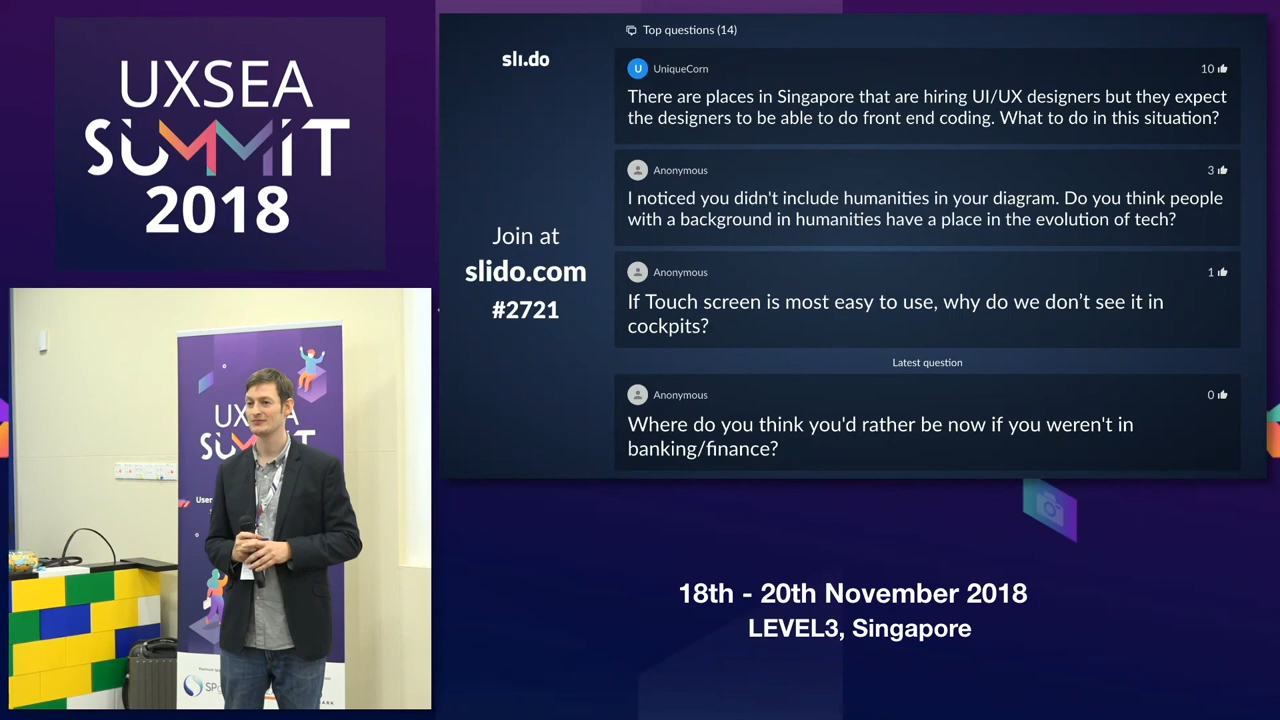 UXSEA
SUMMIT
2018
sli.do
Join at
slido.com
#2721
Top questions (14)
U
UniqueCorn
10
There are places in Singapore that are hiring UI/UX designers but they expect
the designers to be able to do front end coding. What to do in this situation?
Anonymous
3
I noticed you didn't include humanities in your diagram. Do you think people
with a background in humanities have a place in the evolution of tech?
Anonymous
1
If Touch screen is most easy to use, why do we don’t see it in
cockpits?
Latest question
Anonymous
0
Where do you think you'd rather be now if you weren't in
banking/finance?
UXSEA
SUMMIT
User
SP
18th - 20th November 2018
LEVEL3, Singapore